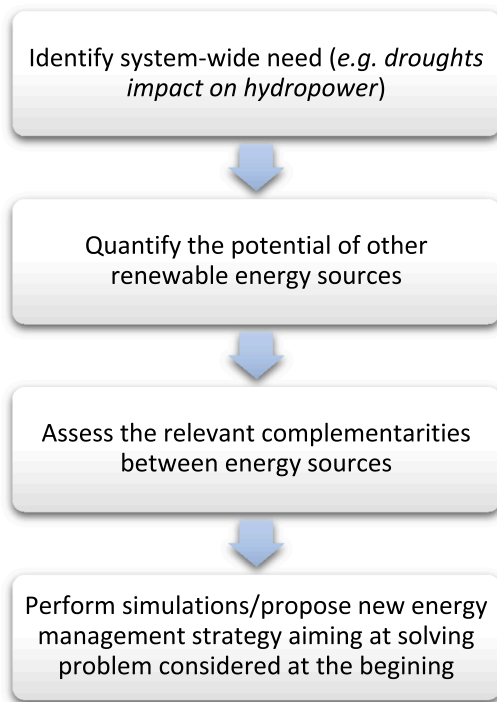 Identify system-wide need (e.g. droughts
impact on hydropower)
Quantify the potential of other
renewable energy sources
Assess the relevant complementarities
between energy sources
Perform simulations/propose new energy
management strategy aiming at solving
problem considered at the begining